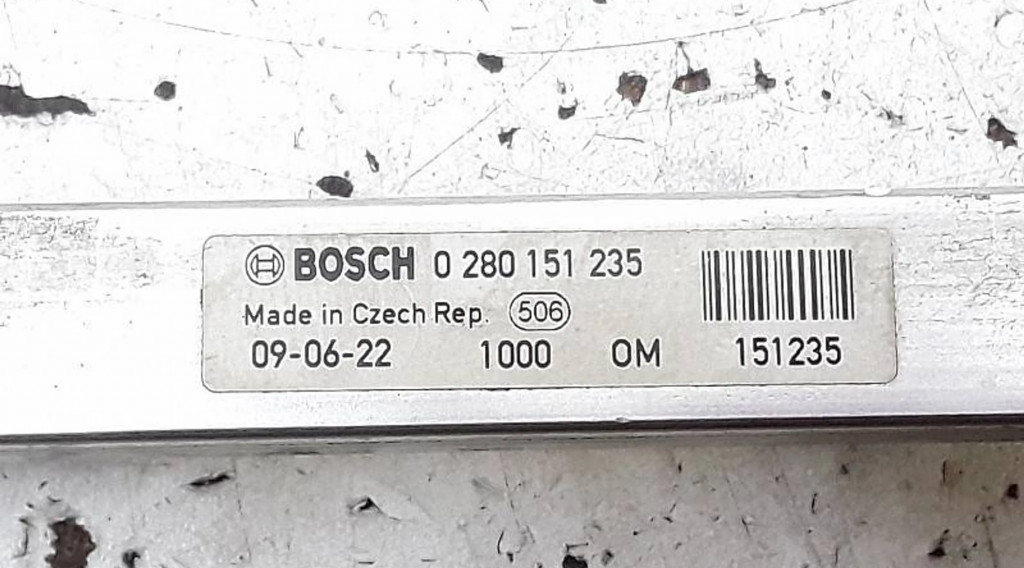 BOSCH 0 280 151 235
Made in Czech Rep. 506
09-06-22 1000 OM 151235